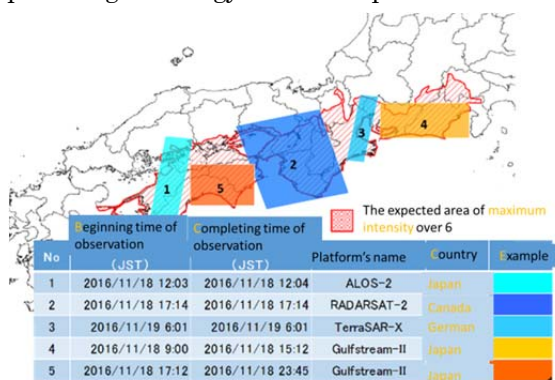 1
2
3
4
5
The expected area of maximum
intensity over 6
No
Beginning time of
observation
(JST)
Completing time of
observation
(JST)
Platform's name
Country
Example
1 2016/11/18 12:03 2016/11/18 12:04 ALOS-2 Japan
2 2016/11/18 17:14 2016/11/18 17:14 RADARSAT-2 Canada
3 2016/11/19 6:01 2016/11/19 6:01 TerraSAR-X German
4 2016/11/18 9:00 2016/11/18 15:12 Gulfstream-II Japan
5 2016/11/18 17:12 2016/11/18 23:45 Gulfstream-II Japan